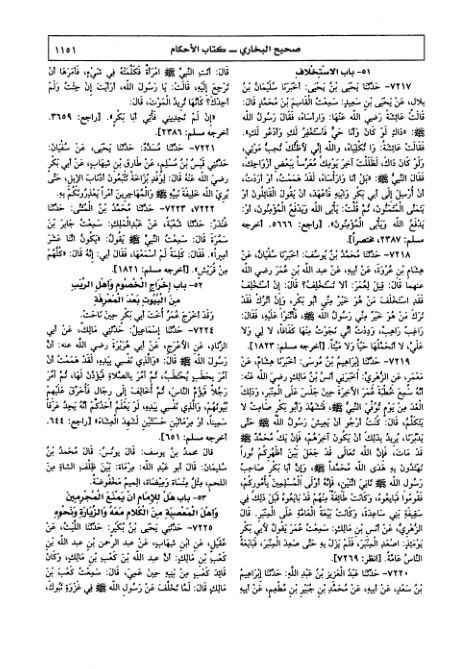 صحيح البخاري ــ كتاب الأحكام ١١٥١
٥١- باب الاستخلاف
٧٢١٧- حدثنا يحيى بن يحيى: أخبرنا سليمان بن
بلال، عن يحيى بن سعيد: سمعت القاسم بن محمد قال:
قالت عائشة رضي الله عنها: وارأساه، فقال رسول الله
ﷺ: «ذاك لو كان وأنا حي فأستغفر لك وأدعو لك».
فقالت عائشة: وا ثكلياه، والله إني لأظنك تحب موتي،
ولو كان ذاك، لظللت آخر يومك معرسا ببعض أزواجك،
فقال النبي ﷺ: «بل أنا وارأساه، لقد هممت، أو أردت،
أن أرسل إلى أبي بكر وابنه فأعهد، أن يقول القائلون أو
يتمنى المتمنون، ثم قلت: يأبى الله ويدفع المؤمنون، أو:
يدفع الله ويأبى المؤمنون». [راجع: ٥٦٦٦. أخرجه
مسلم: ٢٣٨٧، مختصراً].
٧٢١٨- حدثنا محمد بن يوسف: أخبرنا سفيان، عن
هشام بن عروة، عن أبيه، عن عبد الله بن عمر رضي الله
عنهما قال: قيل لعمر: ألا تستخلف؟ قال: إن أستخلف
فقد استخلف من هو خير مني أبو بكر، وإن أترك فقد
ترك من هو خير مني رسول الله ﷺ، فأثنوا عليه، فقال:
راغب راهب، وددت أني نجوت منها كفافا، لا لي ولا
علي، لا أتحملها حيا ولا ميتا. [أخرجه مسلم: ١٨٢٣].
٧٢١٩- حدثنا إبراهيم بن موسى: أخبرنا هشام، عن
معمر، عن الزهري: أخبرني أنس بن مالك رضي الله عنه:
أنه سمع خطبة عمر الآخرة حين جلس على المنبر، وذلك
الغد من يوم توفي النبي ﷺ، فتشهد وأبو بكر صامت لا
يتكلم، قال: كنت أرجو أن يعيش رسول الله ﷺ حتى
يدبرنا، يريد بذلك أن يكون آخرهم، فإن يك محمد ﷺ
قد مات، فإن الله تعالى قد جعل بين أظهركم نورا
تهتدون به هدى الله محمدا ﷺ، وإن أبا بكر صاحب
رسول الله ﷺ ثاني اثنين، فإنه أولى المسلمين بأموركم،
فقوموا فبايعوه، وكانت طائفة منهم قد بايعوه قبل ذلك في
سقيفة بني ساعدة، وكانت بيعة العامة على المنبر. قال
الزهري، عن أنس بن مالك: سمعت عمر يقول لأبي بكر
يومئذ: اصعد المنبر، فلم يزل به حتى صعد المنبر، فبايعه
الناس عامة. [انظر: ٧٢٦٩].
٧٢٢٠- حدثنا عبد العزيز بن عبد الله: حدثنا إبراهيم
بن سعد، عن أبيه، عن محمد بن جبير بن مطعم، عن أبيه
قال: أتت النبي ﷺ امرأة فكلمته في شيء، فأمرها أن
ترجع إليه، قالت: يا رسول الله، أرأيت إن جئت ولم
أجدك؟ كأنها تريد الموت، قال:
«إن لم تجديني فأتي أبا بكر». [راجع: ٣٦٥٩.
أخرجه مسلم: ٢٣٨٦].
٧٢٢١- حدثنا مسدد: حدثنا يحيى، عن سفيان:
حدثني قيس بن مسلم، عن طارق بن شهاب، عن أبي بكر
رضي الله عنه قال: لوفد بزاخة تتبعون أذناب الإبل، حتى
يري الله خليفة نبيه ﷺ والمهاجرين أمرا يعذرونكم به.
٧٢٢٢، ٧٢٢٣- حدثنا محمد بن المثنى: حدثنا
غندر: حدثنا شعبة، عن عبد الملك: سمعت جابر بن
سمرة قال: سمعت النبي ﷺ يقول: «يكون اثنا عشر
أميرا». فقال: كلمة لم أسمعها، فقال أبي: إنه قال: «كلهم
من قريش». [أخرجه مسلم: ١٨٢١].
٥٢- باب إخراج الخصوم وأهل الريب
من البيوت بعد المعرفة
وقد أخرج عمر أخت أبي بكر حين ناحت.
٧٢٢٤- حدثنا إسماعيل: حدثني مالك، عن أبي
الزناد، عن الأعرج، عن أبي هريرة رضي الله عنه: أن
رسول الله ﷺ قال: «والذي نفسي بيده، لقد هممت أن
آمر بحطب يحتطب، ثم آمر بالصلاة فيؤذن لها، ثم آمر
رجلا فيؤم الناس، ثم أخالف إلى رجال فأحرق عليهم
بيوتهم، والذي نفسي بيده، لو يعلم أحدكم أنه يجد عرقا
سمينا، أو مرماتين حسنتين لشهد العشاء» [راجع: ٦٤٤.
أخرجه مسلم: ٦٥١].
قال محمد بن يوسف: قال يونس: قال محمد بن
سليمان: قال أبو عبد الله: مرماة: بين ظلف الشاة من
اللحم، مثل منساة وميضاة، الميم مخفوضة.
٥٣- باب هل للإمام أن يمنع المجرمين
وأهل المعصية من الكلام معه والزيارة ونحوه
٧٢٢٥- حدثني يحيى بن بكير: حدثنا الليث، عن
عقيل، عن ابن شهاب، عن عبد الرحمن بن عبد الله بن
كعب بن مالك: أن عبد الله بن كعب بن مالك، وكان
قائد كعب من بنيه حين عمي، قال: سمعت كعب بن
مالك قال: لما تخلف عن رسول الله ﷺ في غزوة تبوك،